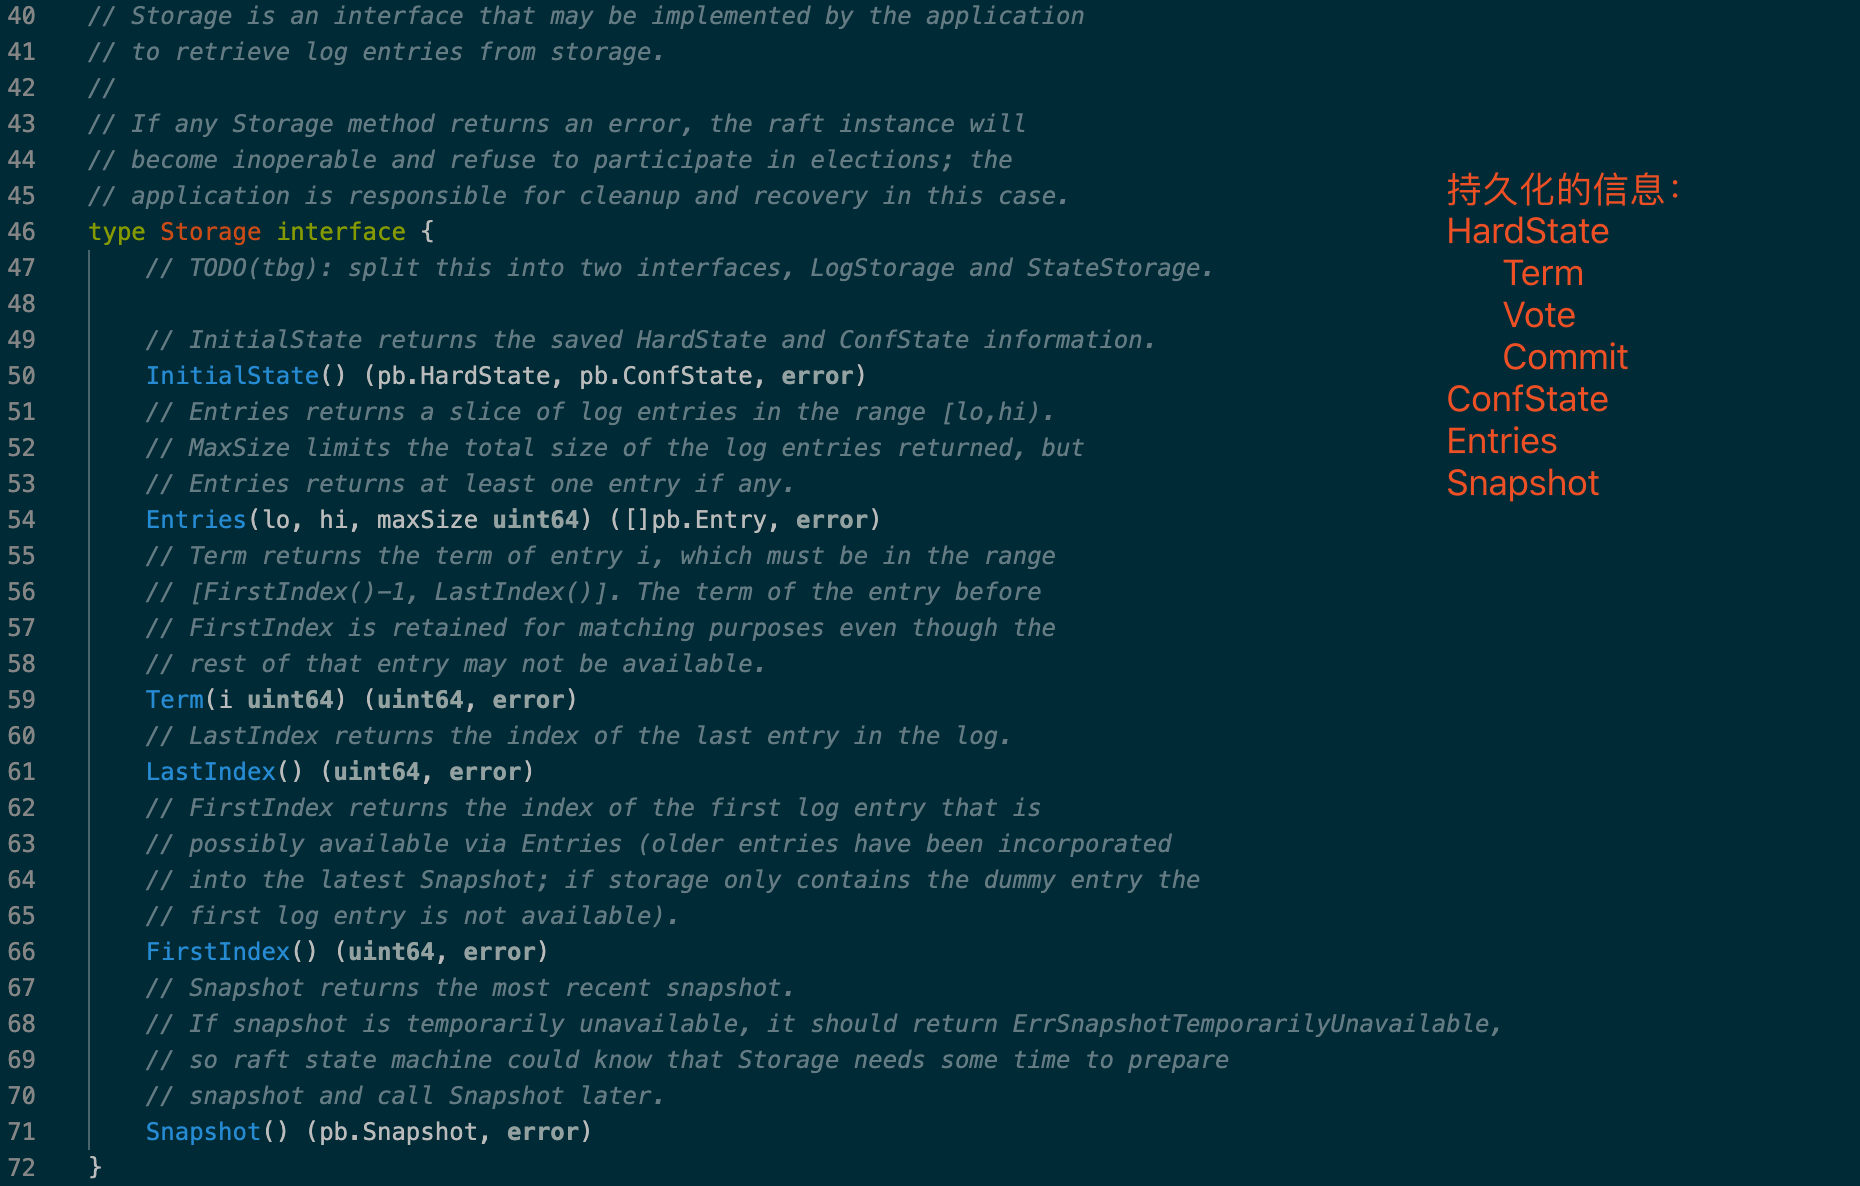 40 // Storage is an interface that may be implemented by the application
41 // to retrieve log entries from storage.
42 //
43 // If any Storage method returns an error, the raft instance will
44 // become inoperable and refuse to participate in elections; the
45 // application is responsible for cleanup and recovery in this case.
46 type Storage interface {
47 // TODO(tbg): split this into two interfaces, LogStorage and StateStorage.
48
49 // InitialState returns the saved HardState and ConfState information.
50 InitialState() (pb.HardState, pb.ConfState, error)
51 // Entries returns a slice of log entries in the range [lo,hi).
52 // MaxSize limits the total size of the log entries returned, but
53 // Entries returns at least one entry if any.
54 Entries(lo, hi, maxSize uint64) ([]pb.Entry, error)
55 // Term returns the term of entry i, which must be in the range
56 // [FirstIndex()-1, LastIndex()]. The term of the entry before
57 // FirstIndex is retained for matching purposes even though the
58 // rest of that entry may not be available.
59 Term(i uint64) (uint64, error)
60 // LastIndex returns the index of the last entry in the log.
61 LastIndex() (uint64, error)
62 // FirstIndex returns the index of the first log entry that is
63 // possibly available via Entries (older entries have been incorporated
64 // into the latest Snapshot; if storage only contains the dummy entry the
65 // first log entry is not available).
66 FirstIndex() (uint64, error)
67 // Snapshot returns the most recent snapshot.
68 // If snapshot is temporarily unavailable, it should return ErrSnapshotTemporarilyUnavailable,
69 // so raft state machine could know that Storage needs some time to prepare
70 // snapshot and call Snapshot later.
71 Snapshot() (pb.Snapshot, error)
72 }
持久化的信息：
HardState
Term
Vote
Commit
ConfState
Entries
Snapshot